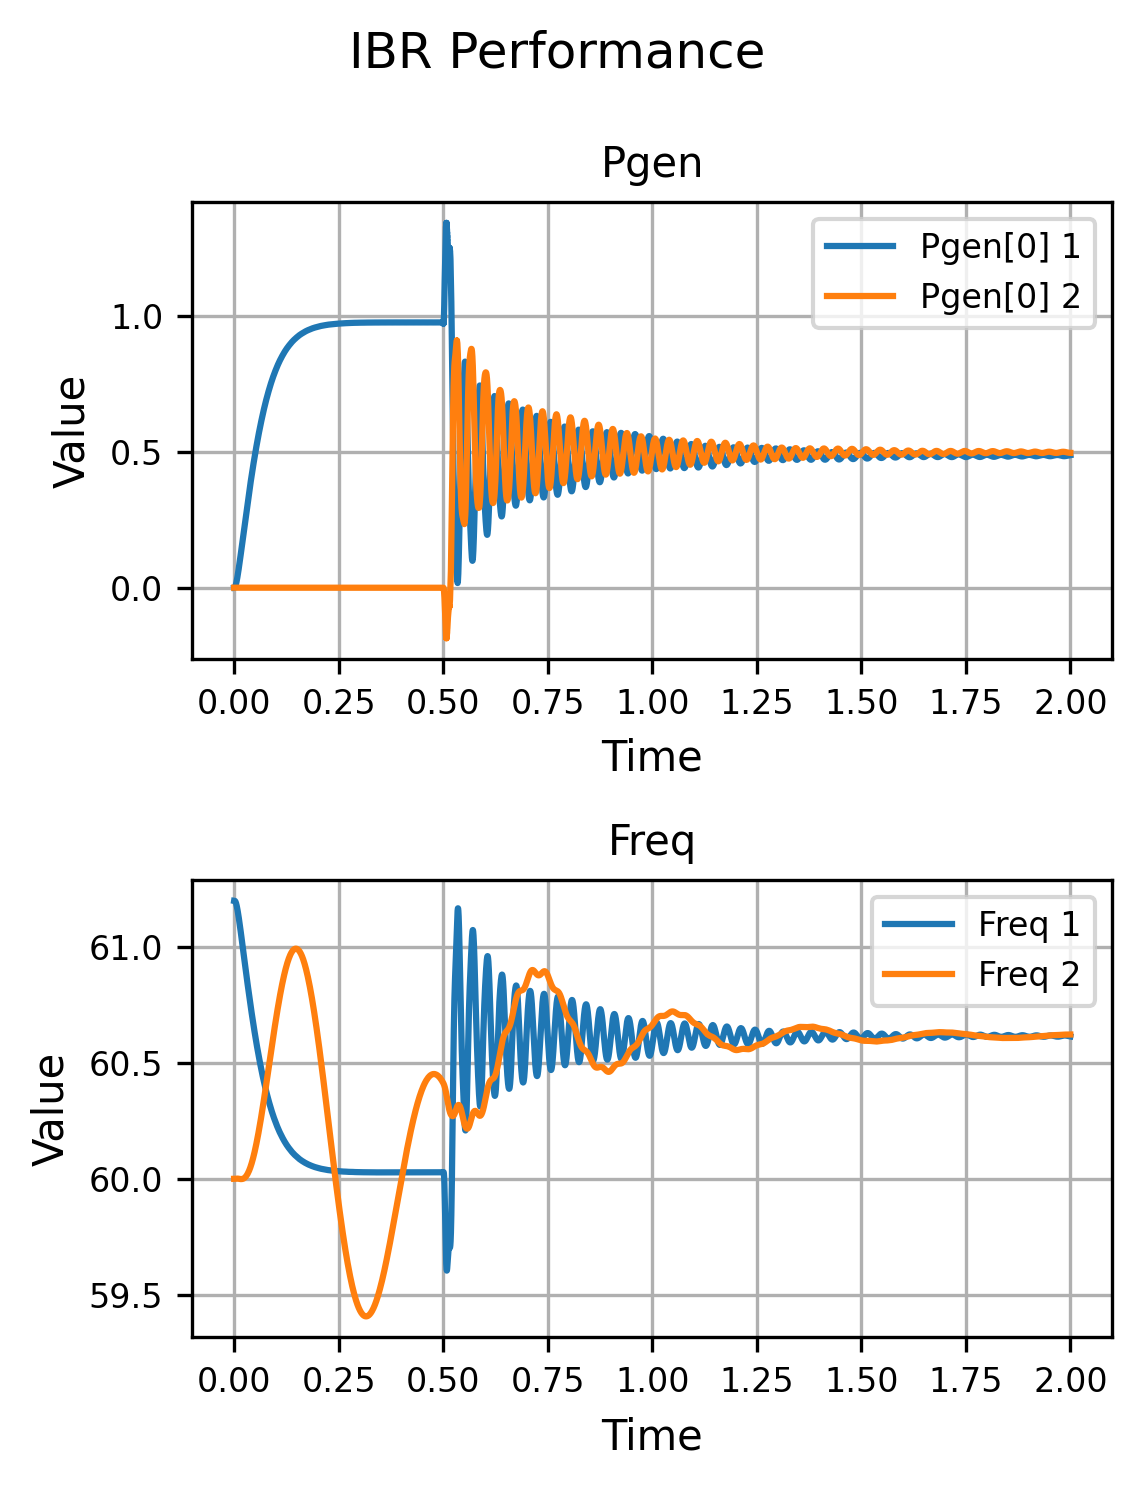 IBR Performance
Pgen
Value
1.0
0.5
0.0
Pgen[0] 1
Pgen[0] 2
0.00 0.25 0.50 0.75 1.00 1.25 1.50 1.75 2.00
Time
Freq
Value
61.0
60.5
60.0
59.5
Freq 1
Freq 2
0.00 0.25 0.50 0.75 1.00 1.25 1.50 1.75 2.00
Time